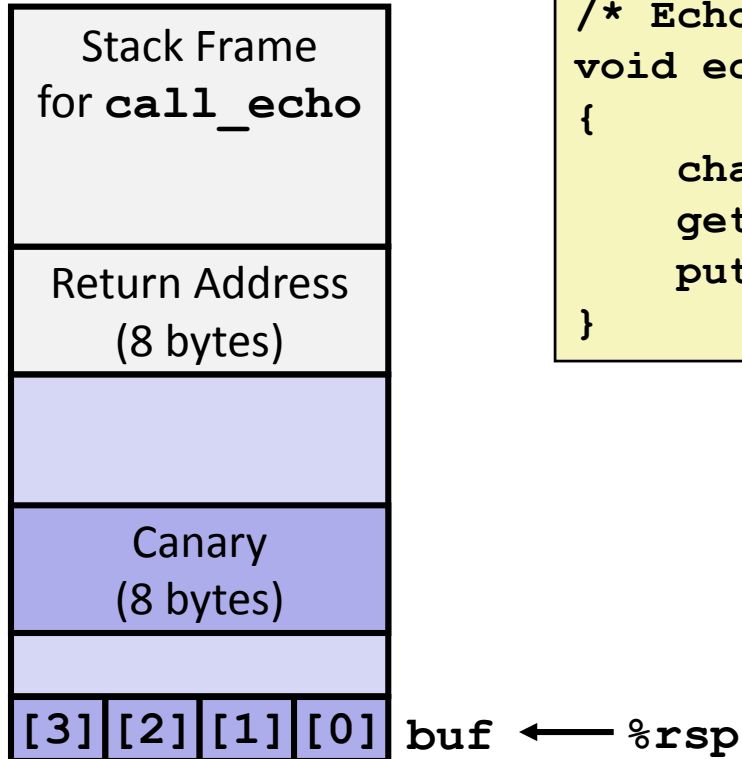 Stack Frame
for call_echo
Return Address
(8 bytes)
Canary
(8 bytes)
[3] [2] [1] [0] buf ← %rsp
/* Echo
void ec
{
cha
get
put
}